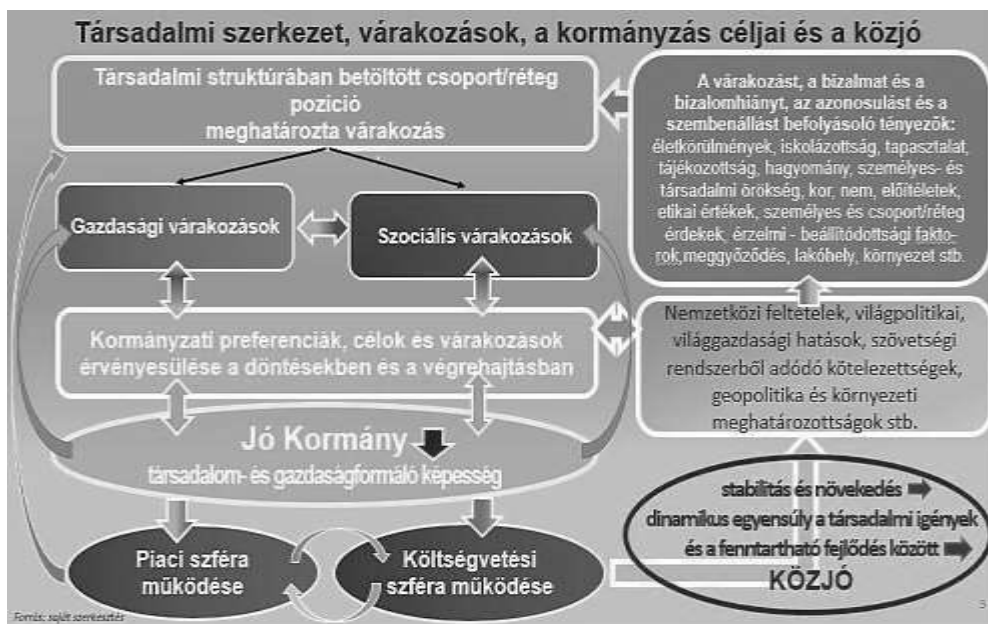 Társadalmi szerkezet, várakozások, a kormányzás céljai és a közjó
Társadalmi struktúrában betöltött csoport/réteg
pozíció
meghatározta várakozás
A várakozást, a bizalmat és a
bizalomhiányt, az azonosulást és a
szembenállást befolyásoló tényezők:
életkörülmények, iskolázottság, tapasztalat,
tájékozottság, hagyomány, személyes- és
társadalmi örökség, kor, nem, előítéletek,
etikai értékek, személyes és csoport/réteg
érdekek, érzelmi - beállítódottsági fakto-
rok,meggyőződés, lakóhely, környezet stb.
Gazdasági várakozások
Szociális várakozások
Kormányzati preferenciák, célok és várakozások
érvényesülése a döntésekben és a végrehajtásban
Nemzetközi feltételek, világpolitikai,
világgazdasági hatások, szövetségi
rendszerből adódó kötelezettségek,
geopolitika és környezeti
meghatározottságok stb.
Jó Kormány
társadalom- és gazdaságformáló képesség
Piaci szféra
működése
Költségvetési
szféra működése
stabilitás és növekedés
dinamikus egyensúly a társadalmi igények
és a fenntartható fejlődés között
KÖZJÓ
Forrás: saját szerkesztés
3